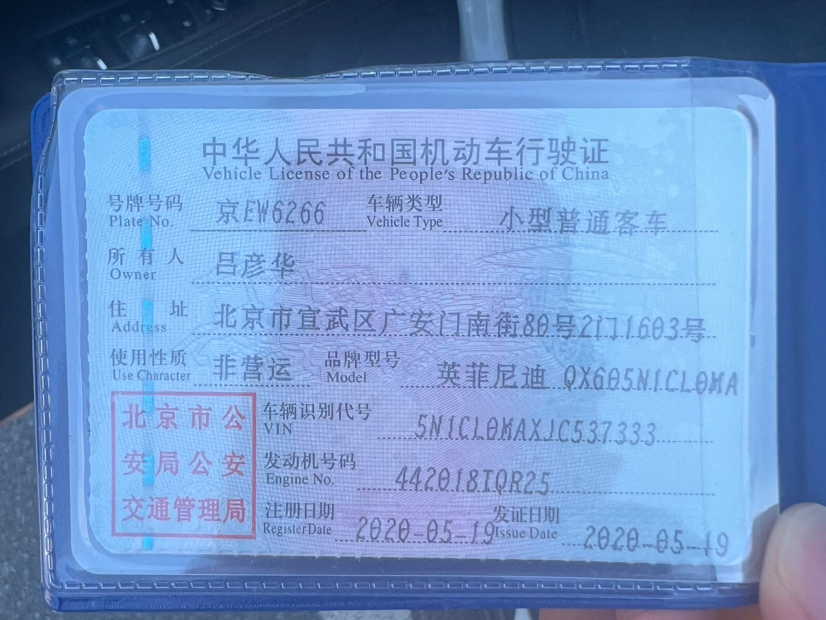 中华人民共和国机动车行驶证
Vehicle License of the People's Republic of China
号牌号码 京EW6266 车辆类型 小型普通客车
Plate No. Vehicle Type
所有人 吕彦华
Owner
住址 北京市宣武区广安门南街80号2门1603号
Address
使用性质 非营运 品牌型号 英菲尼迪 QX605N1CL0MA
Use Character Model
北京市公安局公安交通管理局
车辆识别代号 5N1CL0MAXJC537333
VIN
发动机号码 442018IQR25
Engine No.
注册日期 2020-05-19 发证日期 2020-05-19
Register Date Issue Date